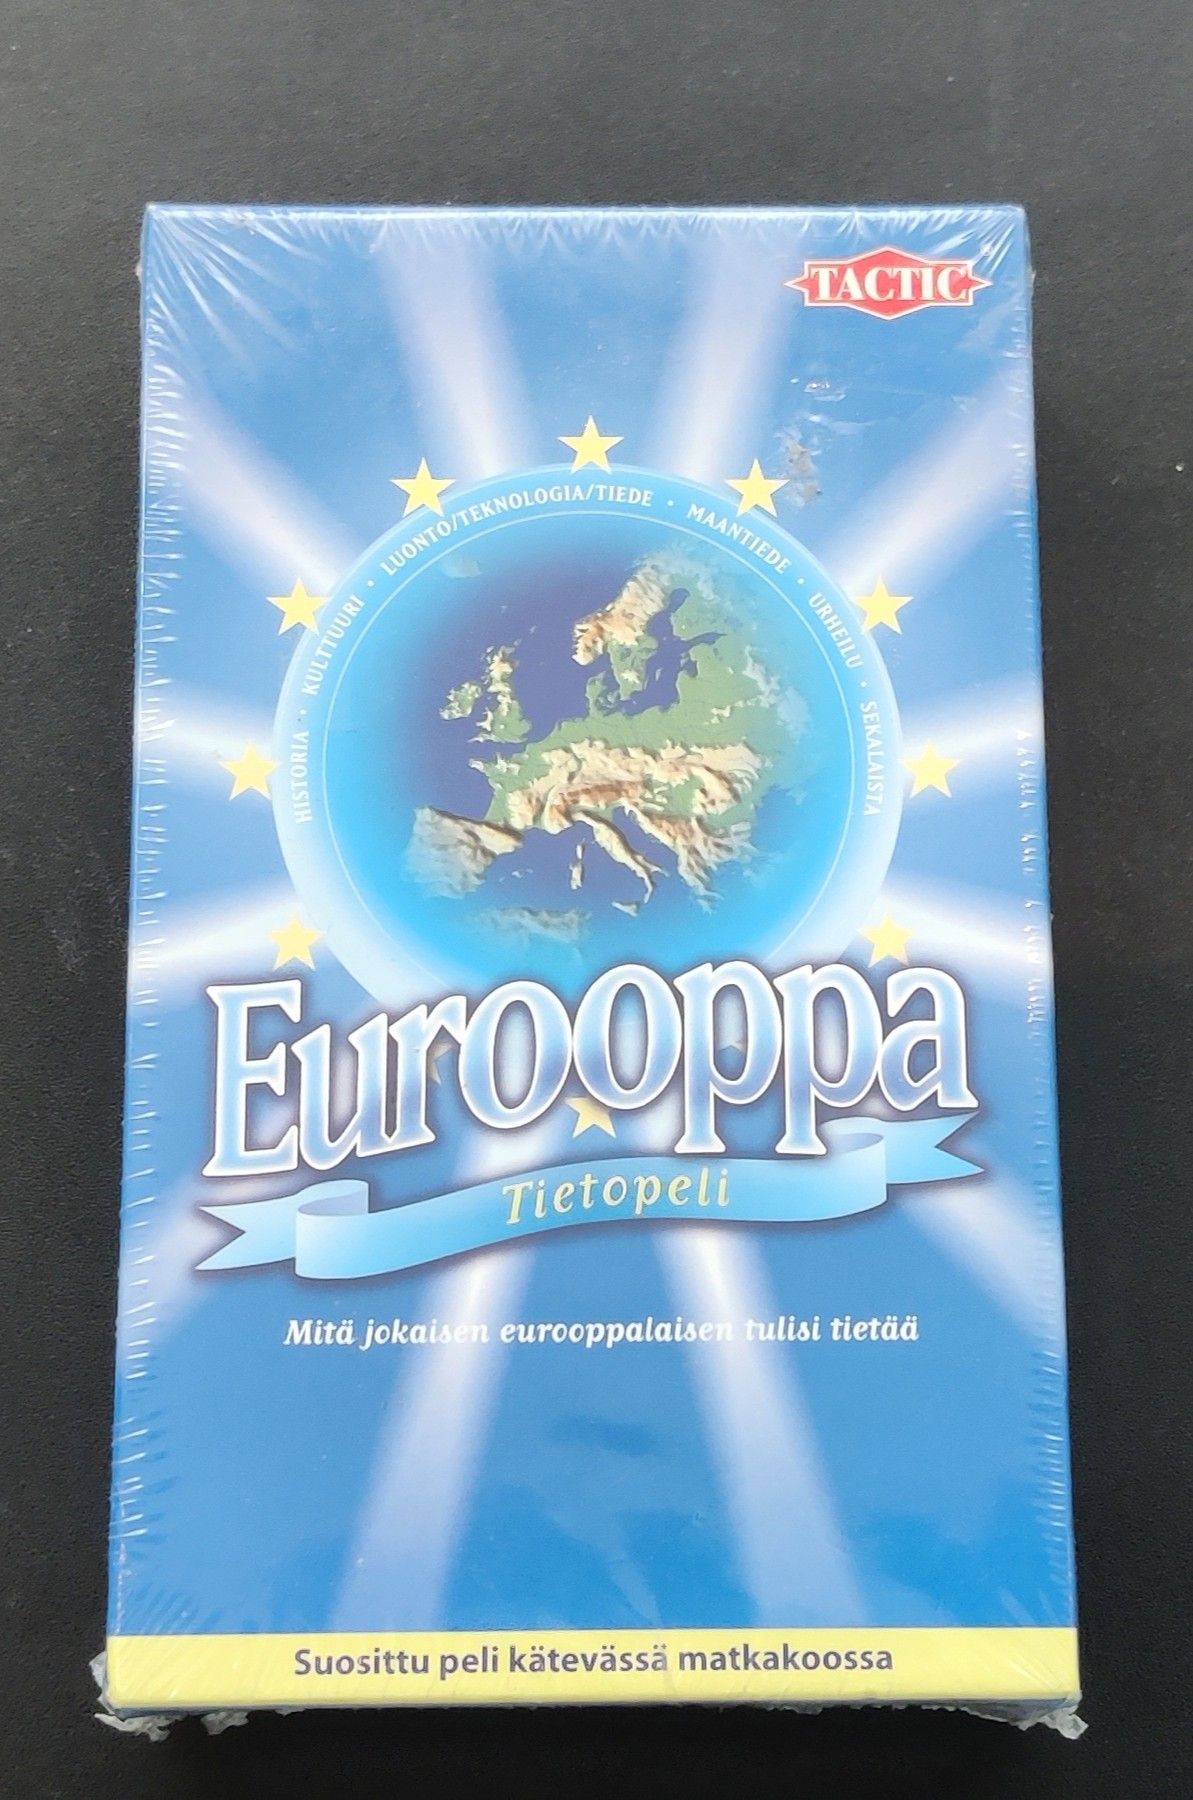 TACTIC
HISTORIA · KULTTUURI · LUONTO/TEKNOLOGIA/TIEDE · MAANTIEDE · URHEILU · SEKALAISTA
Eurooppa
Tietopeli
Mitä jokaisen eurooppalaisen tulisi tietää
Suosittu peli kätevässä matkakoossa